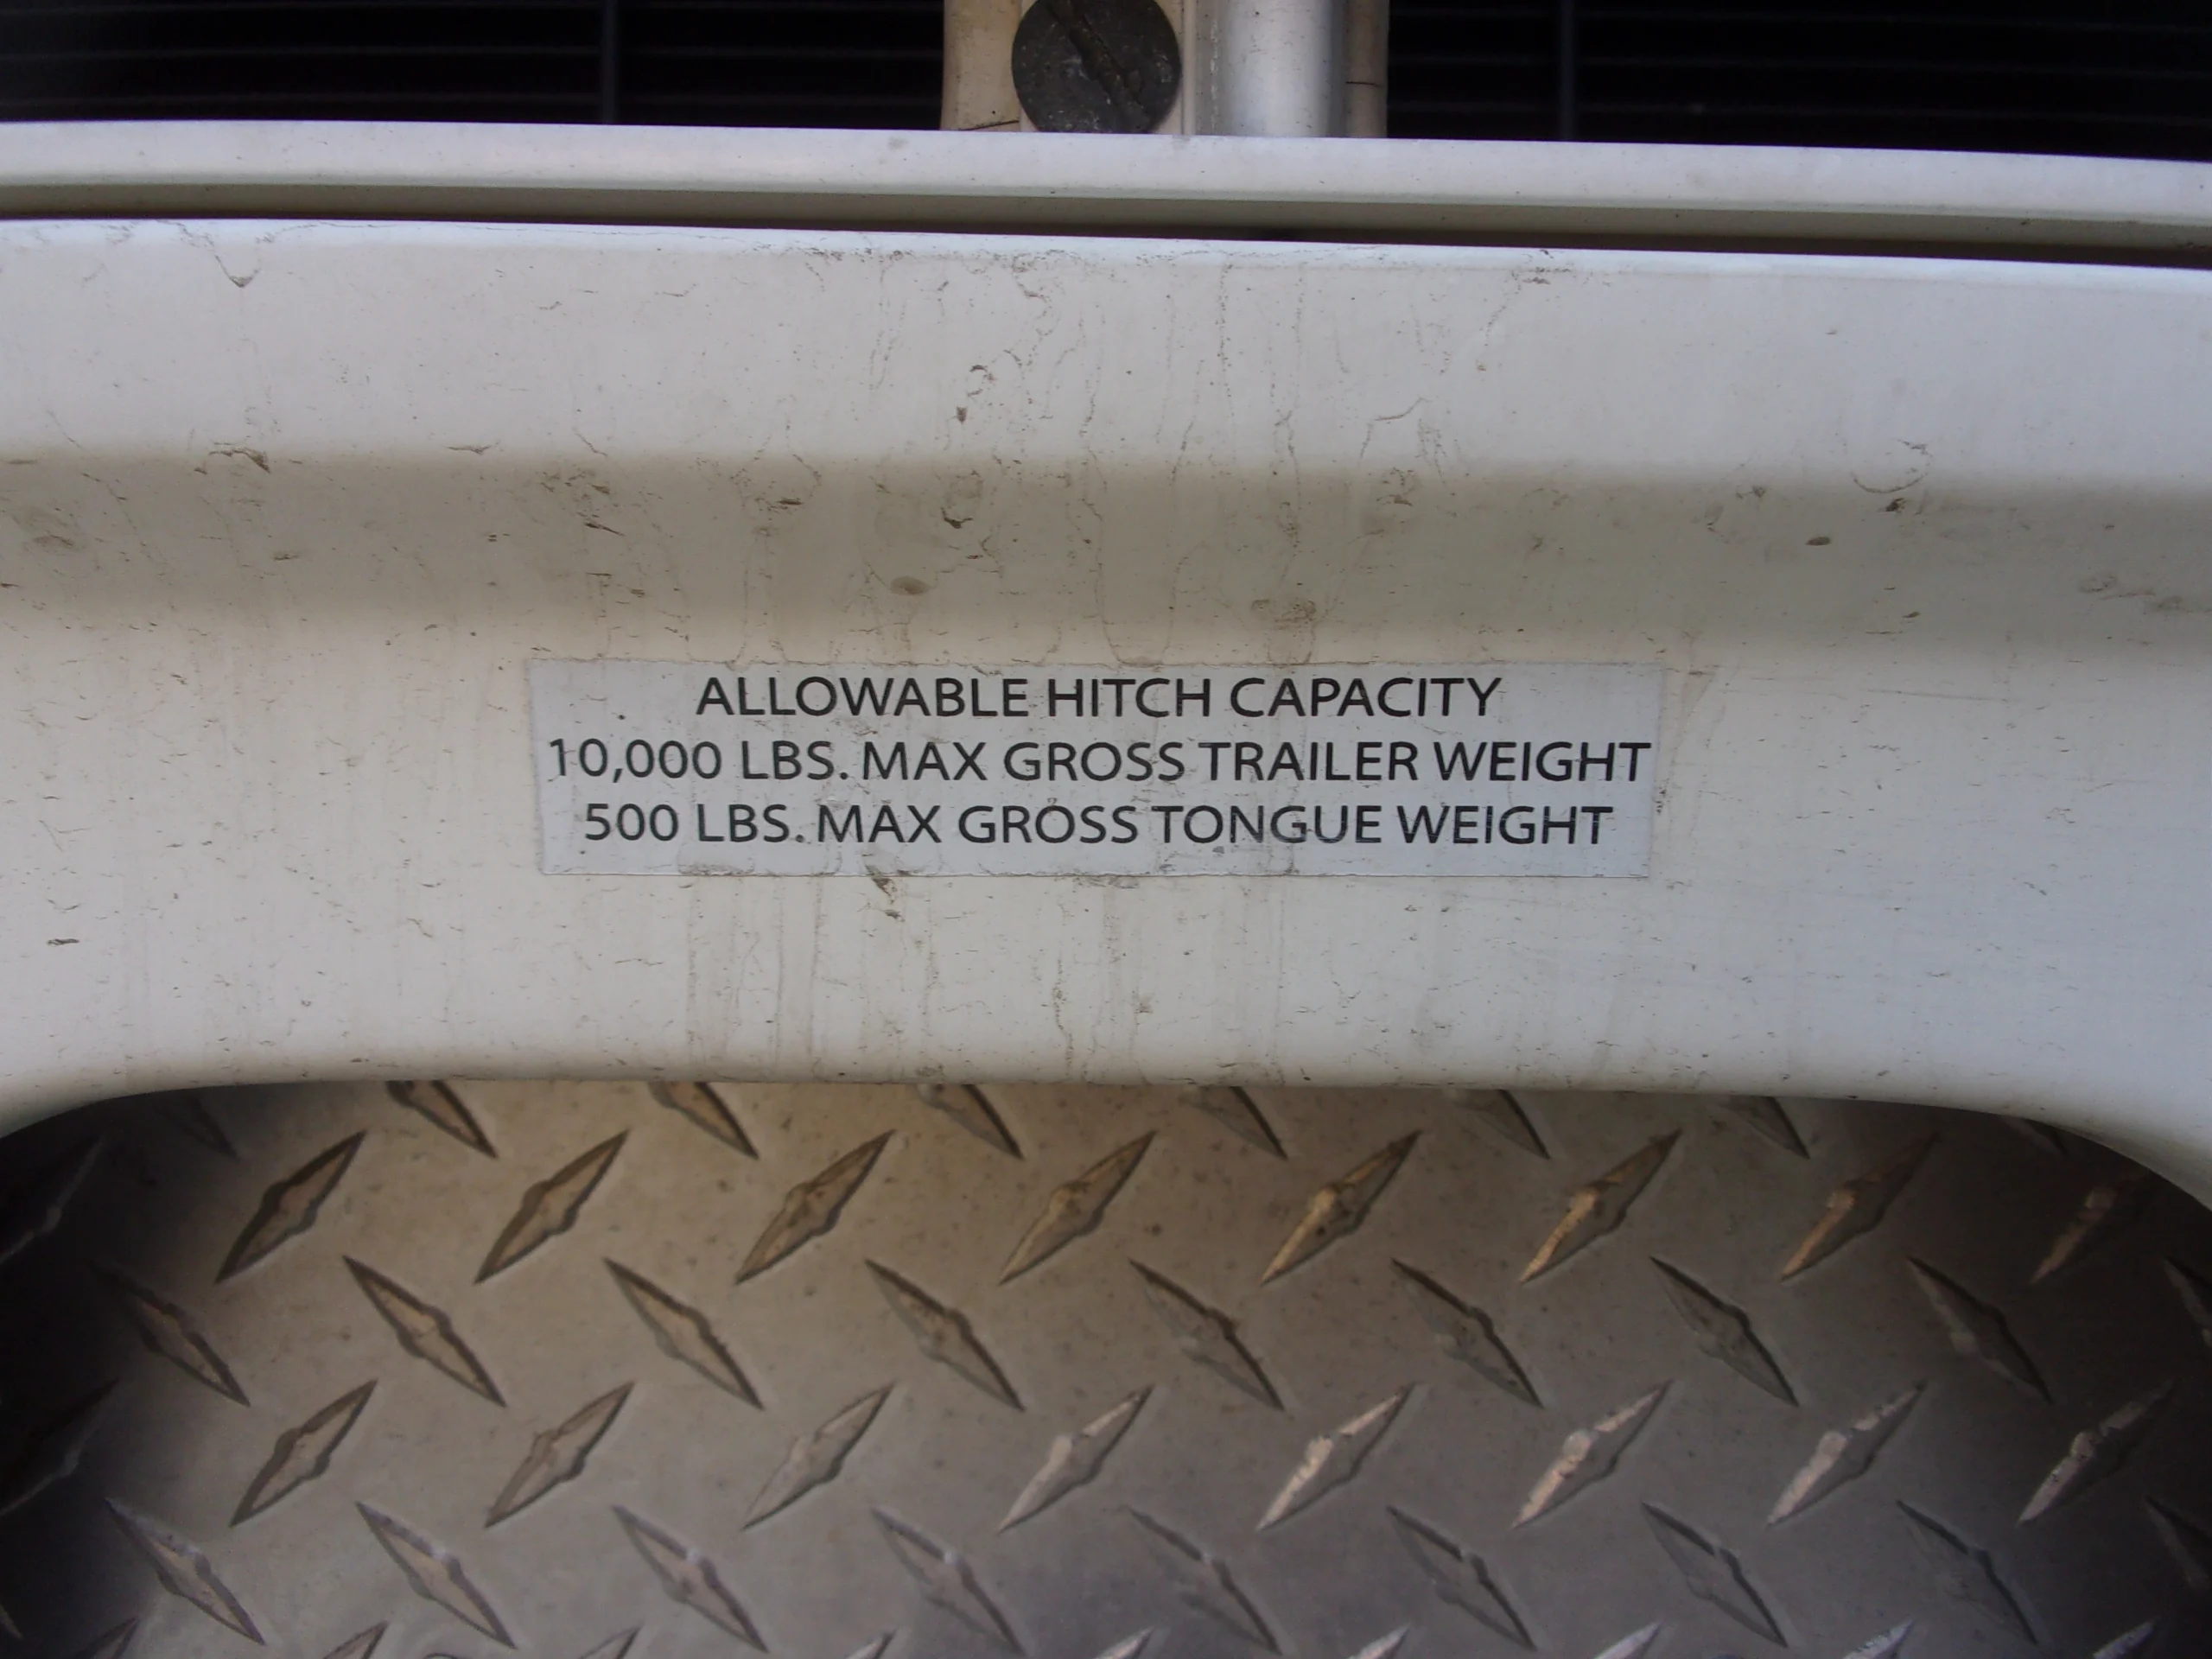 ALLOWABLE HITCH CAPACITY
10,000 LBS. MAX GROSS TRAILER WEIGHT
500 LBS. MAX GROSS TONGUE WEIGHT